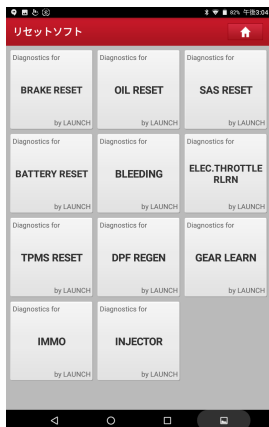 82% 午後3:04
リセットソフト
Diagnostics for
BRAKE RESET
by LAUNCH
Diagnostics for
OIL RESET
by LAUNCH
Diagnostics for
SAS RESET
by LAUNCH
Diagnostics for
BATTERY RESET
by LAUNCH
Diagnostics for
BLEEDING
by LAUNCH
Diagnostics for
ELEC.THROTTLE
RLRN
by LAUNCH
Diagnostics for
TPMS RESET
by LAUNCH
Diagnostics for
DPF REGEN
by LAUNCH
Diagnostics for
GEAR LEARN
by LAUNCH
Diagnostics for
IMMO
by LAUNCH
Diagnostics for
INJECTOR
by LAUNCH